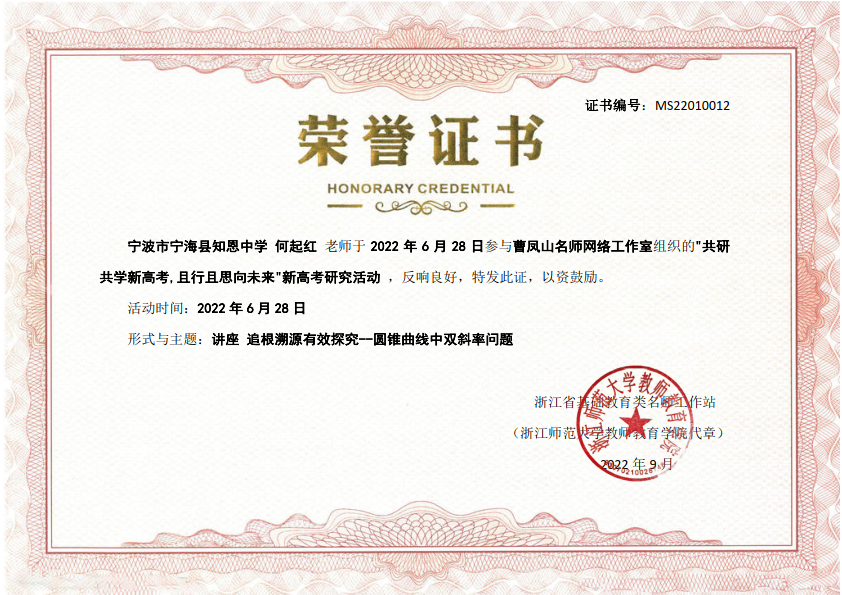 证书编号：MS22010012
荣誉证书
HONORARY CREDENTIAL
宁波市宁海县知恩中学 何起红 老师于 2022 年 6 月 28 日参与曹凤山名师网络工作室组织的"共研
共学新高考,且行且思向未来"新高考研究活动 ，反响良好，特发此证，以资鼓励。
活动时间：2022 年 6 月 28 日
形式与主题：讲座 追根溯源有效探究--圆锥曲线中双斜率问题
浙江省基础教育类名师工作站
（浙江师范大学教师教育学院代章）
2022 年 9 月
浙江师范大学教师教育学院